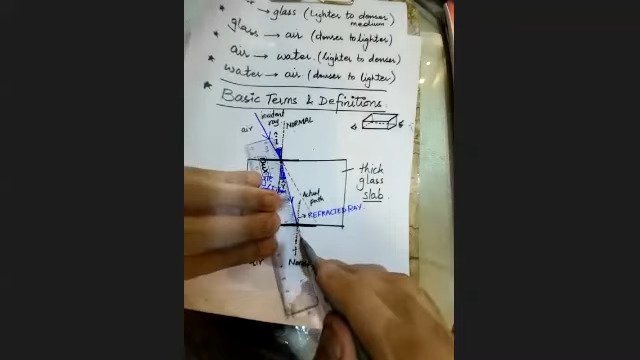 → glass (lighter to denser medium)
* glass → air (denser to lighter)
* air → water (lighter to denser)
* water → air (denser to lighter)
* Basic Terms & Definitions
incident ray
NORMAL
air
thick glass slab
Actual path
REFRACTED RAY
Normal